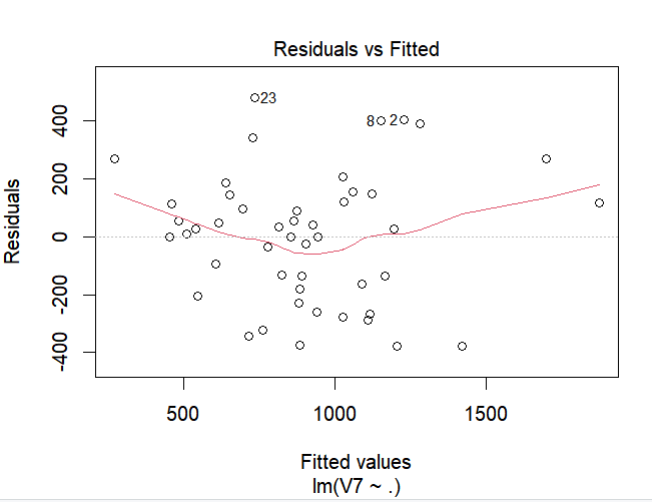 Residuals vs Fitted
Residuals
400
200
0
-200
-400
23
8
2
500
1000
1500
Fitted values
lm(V7 ~ .)